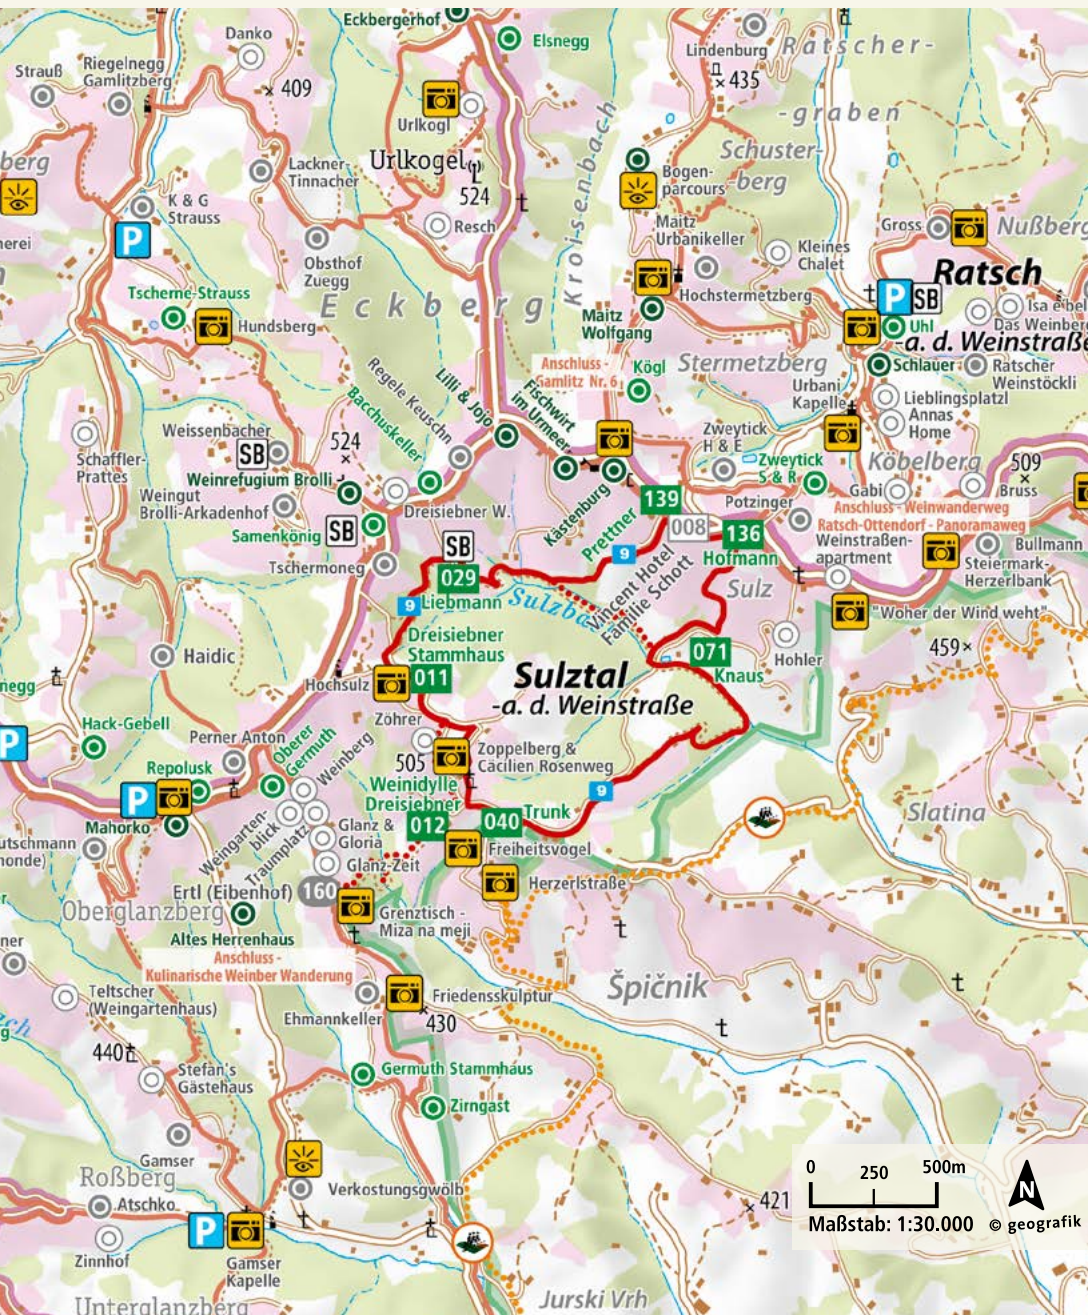 Eckbergerhof
Elsnegg
Danko
Strauß
Riegelnegg
Gamlitzberg
409
Urlkogl
Urlkogel
524
Lindenburg
435
Ratscher-
-graben
Schuster-
-berg
berg
Lackner-
Tinnacher
K & G
Strauss
P
Resch
Obsthof
Zuegg
Kroisenbach
Bogen-
parcours
Maitz
Urbanikeller
Kleines
Chalet
Gross
Nußberg
Hochstermetzberg
Ratsch
-a. d. Weinstraße
P
SB
Uhl
Das Weinber
Tscherne-Strauss
Hundsberg
Eckberg
Maitz
Wolfgang
Anschluss -
Gamlitz Nr. 6
Kögl
Stermetzberg
Schlauer
Ratscher
Weinstöckli
Urbani
Kapelle
Lieblingsplatzl
Annas
Home
Regele Keuschn
Lilli & Jojo
Fischwirt
im Urmeer
Bacchuskeller
Weissenbacher
SB
524
Schaffler-
Prattes
Weinrefugium Brolli
Weingut
Brolli-Arkadenhof
Samenkönig
SB
Dreisiebner W.
Tschermoneg
Zweytick
H & E
Zweytick
S & R
Köbelberg
509
Bruss
Gabi
Potzinger
Anschluss - Weinwanderweg
Ratsch-Ottendorf - Panoramaweg
Weinstraßen-
apartment
Bullmann
Steiermark-
Herzerlbank
Kästenburg
Prettner
139
008
136
Hofmann
9
SB
029
Liebmann
9
Vincent Hotel
Familie Schott
Sulz
"Woher der Wind weht"
459
Haidic
Dreisiebner
Stammhaus
011
Hochsulz
Zöhrer
071
Knaus
Hohler
Sulztal
-a. d. Weinstraße
negg
P
Hack-Gebell
Perner Anton
Oberer
Germuth
Weinberg
505
Zoppelberg &
Cäcilien Rosenweg
Repolusk
P
Mahorko
Weinidylle
Dreisiebner
012
040
Trunk
9
Slatina
Weingarten-
blick
Traumplatz
Glanz &
Gloria
Glanz-Zeit
Freiheitsvogel
Herzerlstraße
Ertl (Eibenhof)
160
Oberglanzberg
Altes Herrenhaus
Anschluss -
Kulinarische Weinber Wanderung
Grenztisch -
Miza na meji
Špičnik
Teltscher
(Weingartenhaus)
Ehmannkeller
Friedensskulptur
430
440
Stefan's
Gästehaus
Germuth Stammhaus
Zirngast
Gamser
Roßberg
Atschko
Verkostungsgwölb
421
P
Zinnhof
Gamser
Kapelle
Unterglanzberg
Jurski Vrh
0
250
500m
Maßstab: 1:30.000
N
© geografik